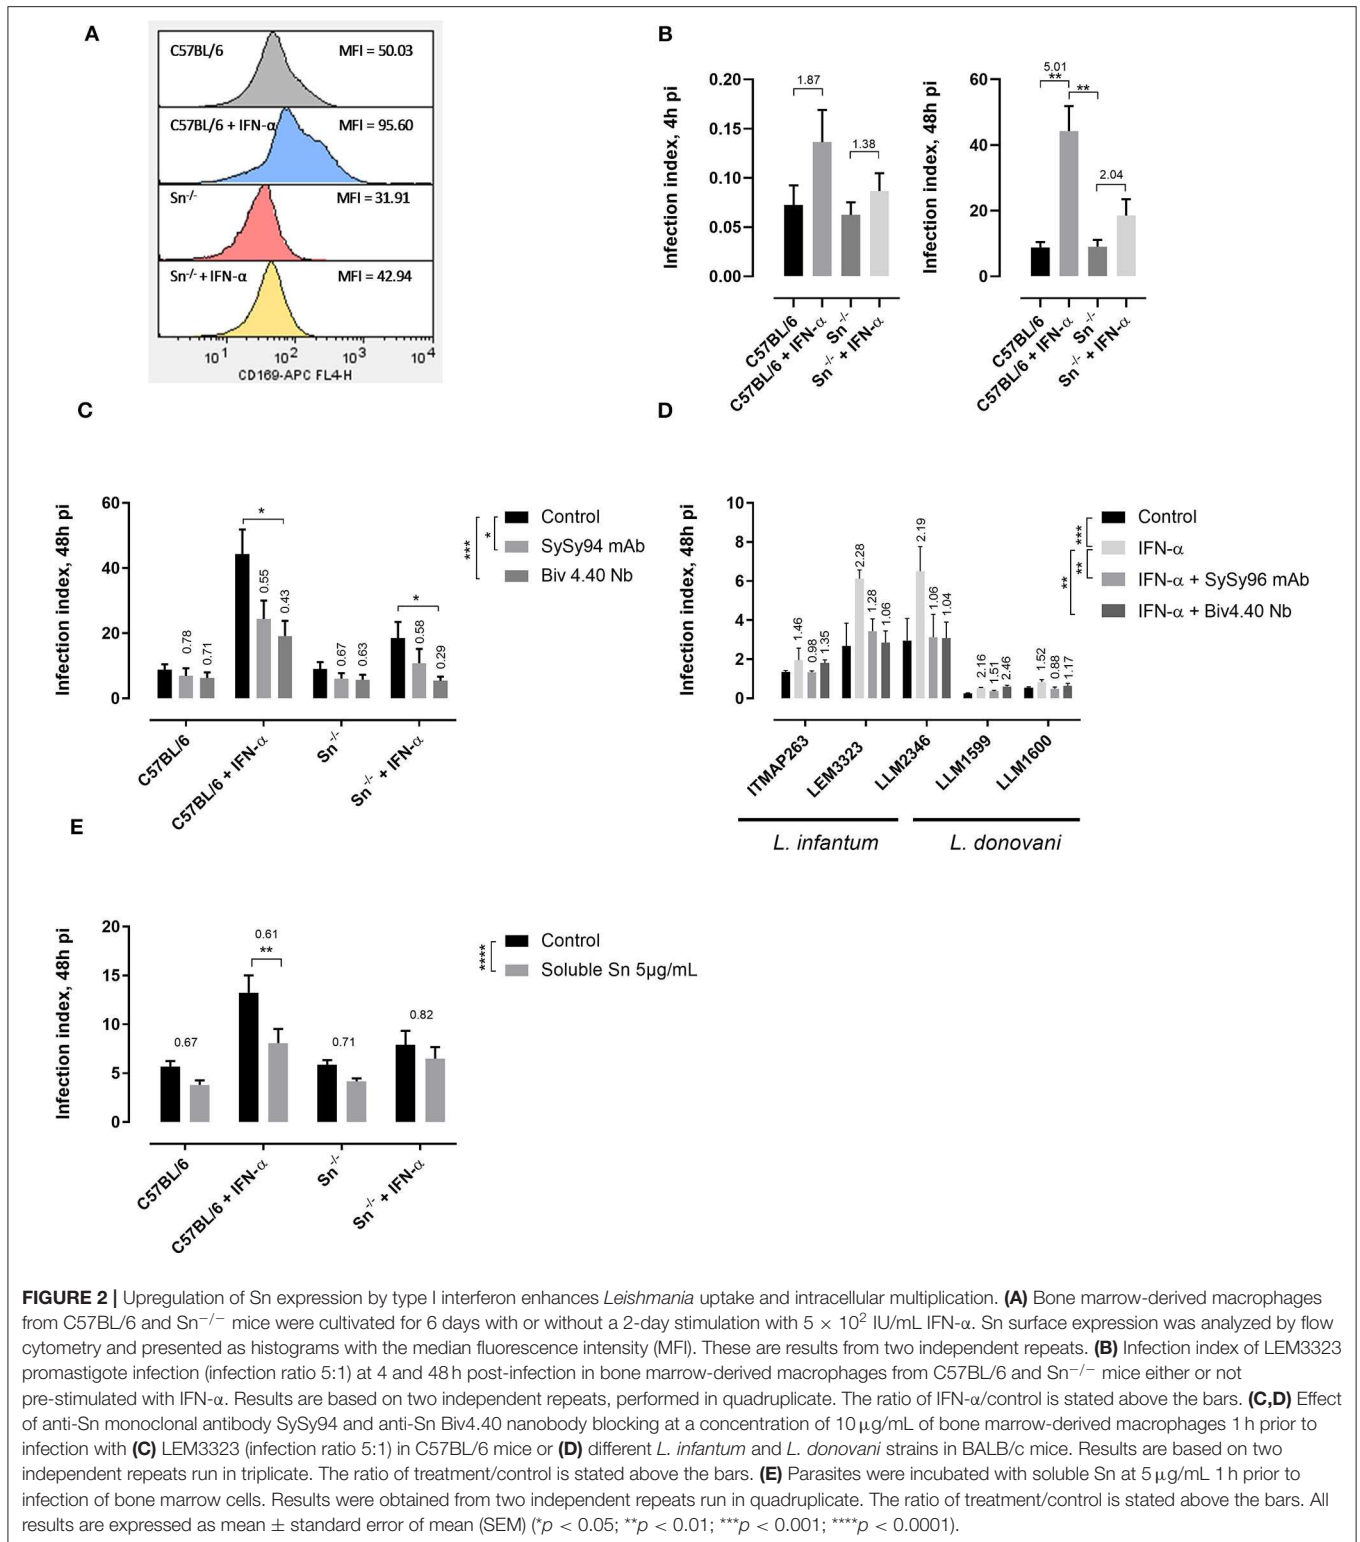 A
C57BL/6 MFI = 50.03
C57BL/6 + IFN-α MFI = 95.60
Sn-/- MFI = 31.91
Sn-/- + IFN-α MFI = 42.94
10¹ 10² 10³ 10⁴
CD169-APC FL4-H
B
Infection index, 4h pi
0.20
0.15
0.10
0.05
0.00
1.87
1.38
C57BL/6
C57BL/6 + IFN-α
Sn-/-
Sn-/- + IFN-α
Infection index, 48h pi
60
40
20
0
5.01
**
**
2.04
C57BL/6
C57BL/6 + IFN-α
Sn-/-
Sn-/- + IFN-α
C
Infection index, 48h pi
60
40
20
0
0.78
0.71
*
0.55
0.43
0.67
0.63
*
0.58
0.29
C57BL/6
C57BL/6 + IFN-α
Sn-/-
Sn-/- + IFN-α
***
*
Control
SySy94 mAb
Biv 4.40 Nb
D
Infection index, 48h pi
10
8
6
4
2
0
1.46
0.98
1.35
2.28
1.28
1.06
2.19
1.06
1.04
2.16
1.51
2.46
1.52
0.88
1.17
ITMAP263
LEM3323
LLM2346
LLM1599
LLM1600
L. infantum
L. donovani
***
**
**
Control
IFN-α
IFN-α + SySy96 mAb
IFN-α + Biv4.40 Nb
E
Infection index, 48h pi
20
15
10
5
0
0.67
0.61
**
0.71
0.82
C57BL/6
C57BL/6 + IFN-α
Sn-/-
Sn-/- + IFN-α
****
Control
Soluble Sn 5µg/mL
FIGURE 2 | Upregulation of Sn expression by type I interferon enhances Leishmania uptake and intracellular multiplication. (A) Bone marrow-derived macrophages
from C57BL/6 and Sn−/− mice were cultivated for 6 days with or without a 2-day stimulation with 5 × 10² IU/mL IFN-α. Sn surface expression was analyzed by flow
cytometry and presented as histograms with the median fluorescence intensity (MFI). These are results from two independent repeats. (B) Infection index of LEM3323
promastigote infection (infection ratio 5:1) at 4 and 48 h post-infection in bone marrow-derived macrophages from C57BL/6 and Sn−/− mice either or not
pre-stimulated with IFN-α. Results are based on two independent repeats, performed in quadruplicate. The ratio of IFN-α/control is stated above the bars. (C,D) Effect
of anti-Sn monoclonal antibody SySy94 and anti-Sn Biv4.40 nanobody blocking at a concentration of 10 µg/mL of bone marrow-derived macrophages 1 h prior to
infection with (C) LEM3323 (infection ratio 5:1) in C57BL/6 mice or (D) different L. infantum and L. donovani strains in BALB/c mice. Results are based on two
independent repeats run in triplicate. The ratio of treatment/control is stated above the bars. (E) Parasites were incubated with soluble Sn at 5 µg/mL 1 h prior to
infection of bone marrow cells. Results were obtained from two independent repeats run in quadruplicate. The ratio of treatment/control is stated above the bars. All
results are expressed as mean ± standard error of mean (SEM) (*p < 0.05; **p < 0.01; ***p < 0.001; ****p < 0.0001).